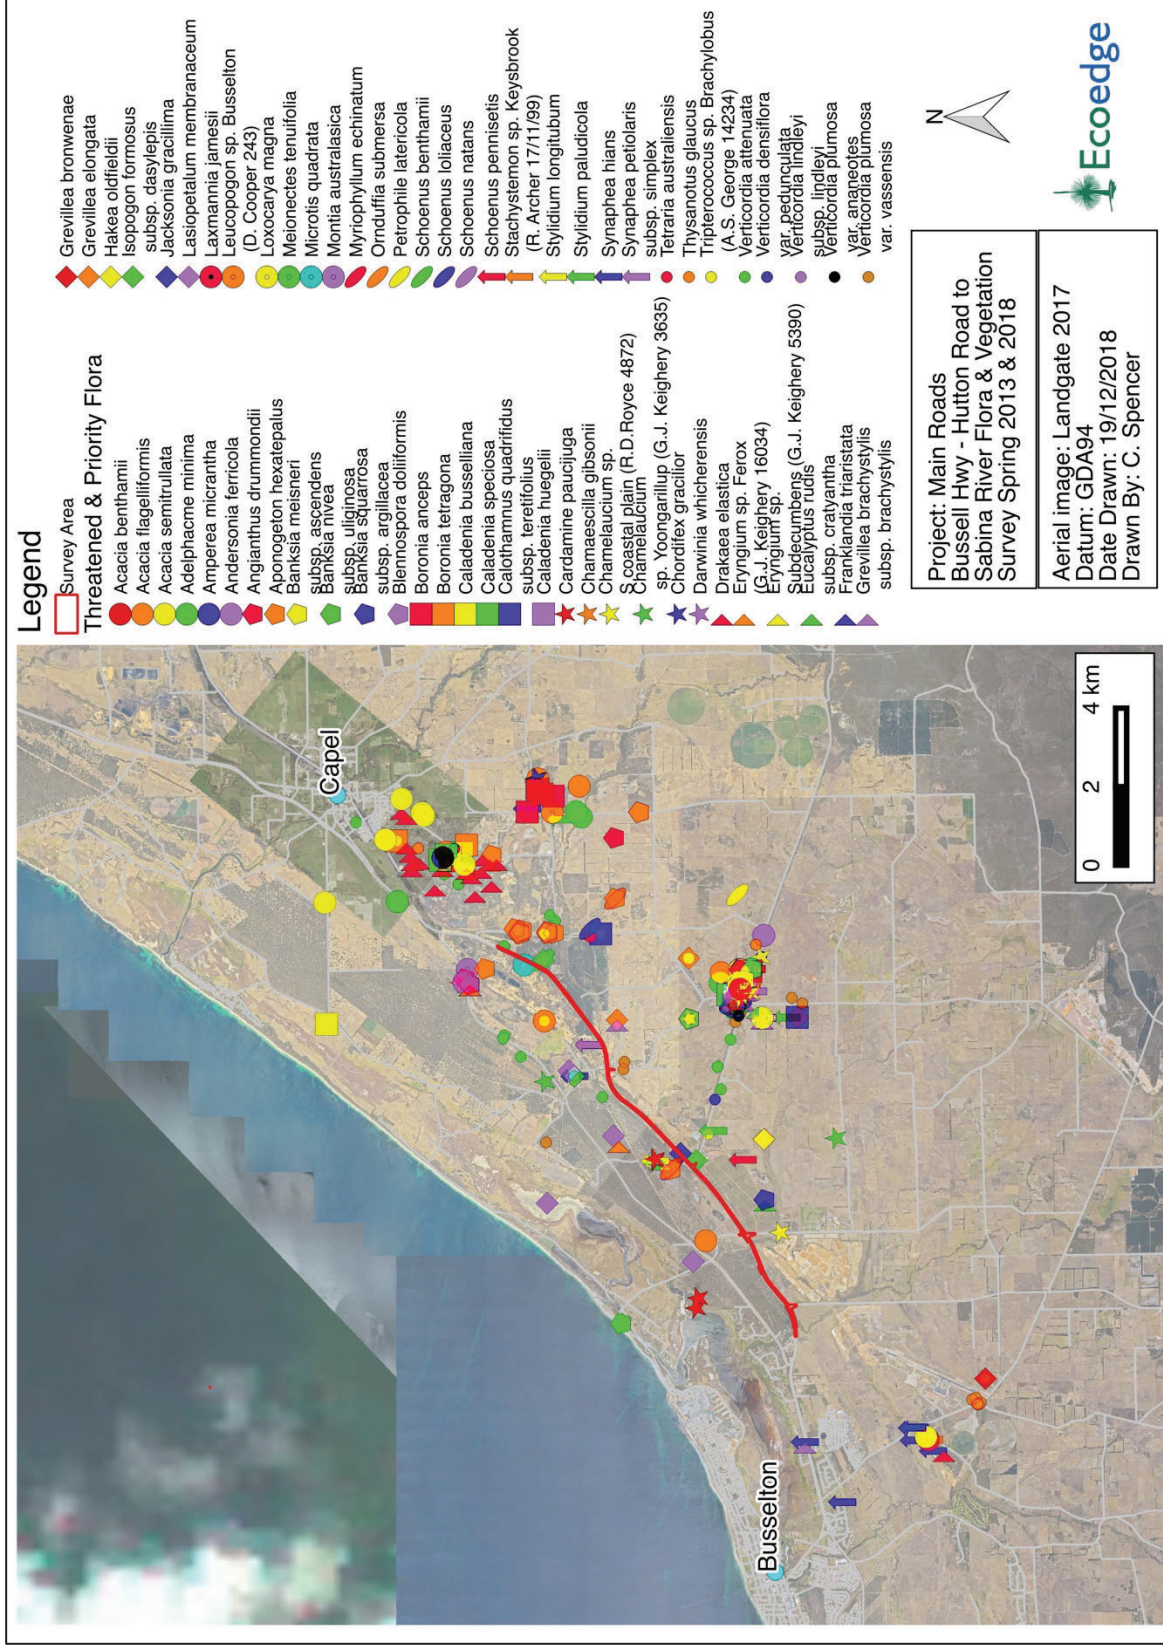 Legend
Survey Area
Threatened & Priority Flora
Acacia benthamii
Acacia flagelliformis
Acacia semitrullata
Adelphacme minima
Amperea micrantha
Andersonia ferricola
Angianthus drummondii
Aponogeton hexatepalus
Banksia meisneri
subsp. ascendens
Banksia nivea
subsp. uliginosa
Banksia squarrosa
subsp. argillacea
Blennospora doliiformis
Boronia anceps
Boronia tetragona
Caladenia busselliana
Caladenia speciosa
Calothamnus quadrifidus
subsp. teretifolius
Caladenia huegelii
Cardamine paucijuga
Chamaescilla gibsonii
Chamelaucium sp.
S coastal plain (R.D.Royce 4872)
Chamelaucium
sp. Yoongarillup (G.J. Keighery 3635)
Chordifex gracilior
Darwinia whicherensis
Drakaea elastica
Eryngium sp. Ferox
(G.J. Keighery 16034)
Eryngium sp.
Subdecumbens (G.J. Keighery 5390)
Eucalyptus rudis
subsp. cratyantha
Franklandia triaristata
Grevillea brachystylis
subsp. brachystylis
Grevillea bronwenae
Grevillea elongata
Hakea oldfieldii
Isopogon formosus
subsp. dasylepis
Jacksonia gracillima
Lasiopetalum membranaceum
Laxmannia jamesii
Leucopogon sp. Busselton
(D. Cooper 243)
Loxocarya magna
Meionectes tenuifolia
Microtis quadrata
Montia australasica
Myriophyllum echinatum
Ornduffia submersa
Petrophile latericola
Schoenus benthamii
Schoenus loliaceus
Schoenus natans
Schoenus pennisetis
Stachystemon sp. Keysbrook
(R. Archer 17/11/99)
Stylidium longitubum
Stylidium paludicola
Synaphea hians
Synaphea petiolaris
subsp. simplex
Tetraria australiensis
Thysanotus glaucus
Tripterococcus sp. Brachylobus
(A.S. George 14234)
Verticordia attenuata
Verticordia densiflora
var. pedunculata
Verticordia lindleyi
subsp. lindleyi
Verticordia plumosa
var. ananeotes
Verticordia plumosa
var. vassensis
Capel
Busselton
0 2 4 km
Project: Main Roads
Bussell Hwy - Hutton Road to
Sabina River Flora & Vegetation
Survey Spring 2013 & 2018
Aerial image: Landgate 2017
Datum: GDA94
Date Drawn: 19/12/2018
Drawn By: C. Spencer
N
Ecoedge